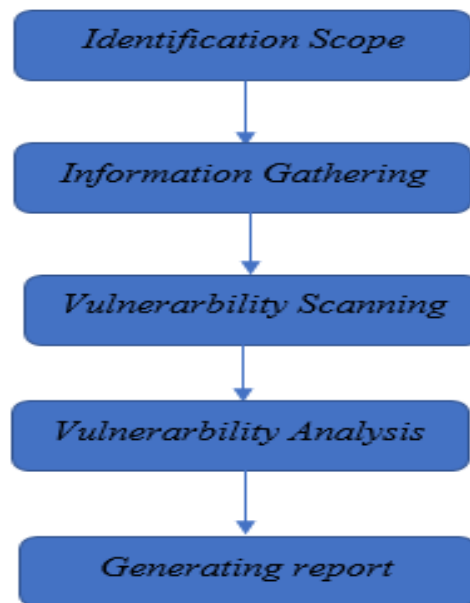 Identification Scope
Information Gathering
Vulnerarbility Scanning
Vulnerarbility Analysis
Generating report